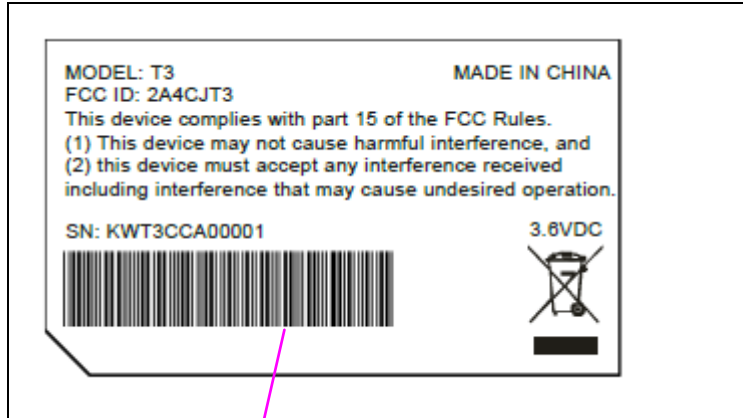 MODEL: T3 MADE IN CHINA
FCC ID: 2A4CJT3
This device complies with part 15 of the FCC Rules.
(1) This device may not cause harmful interference, and
(2) this device must accept any interference received
including interference that may cause undesired operation.
SN: KWT3CCA00001 3.6VDC